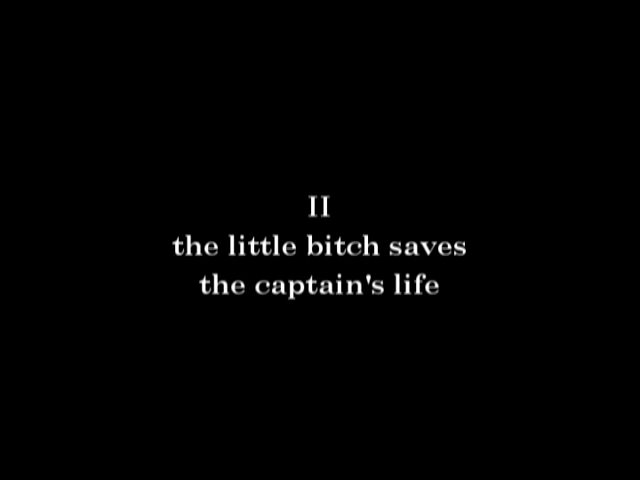 II
the little bitch saves
the captain's life